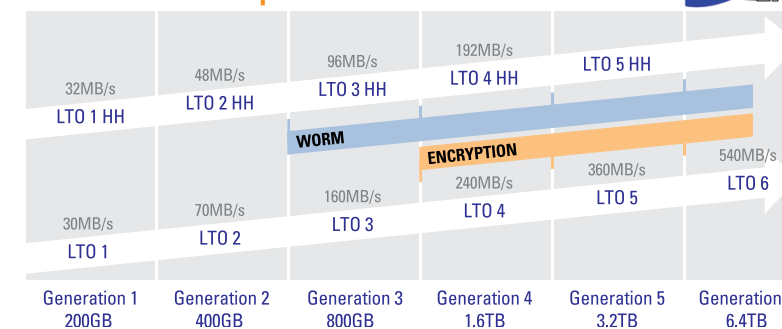 32MB/s
LTO 1 HH
48MB/s
LTO 2 HH
96MB/s
LTO 3 HH
192MB/s
LTO 4 HH
LTO 5 HH
WORM
ENCRYPTION
30MB/s
LTO 1
70MB/s
LTO 2
160MB/s
LTO 3
240MB/s
LTO 4
360MB/s
LTO 5
540MB/s
LTO 6
Generation 1
200GB
Generation 2
400GB
Generation 3
800GB
Generation 4
1.6TB
Generation 5
3.2TB
Generation
6.4TB